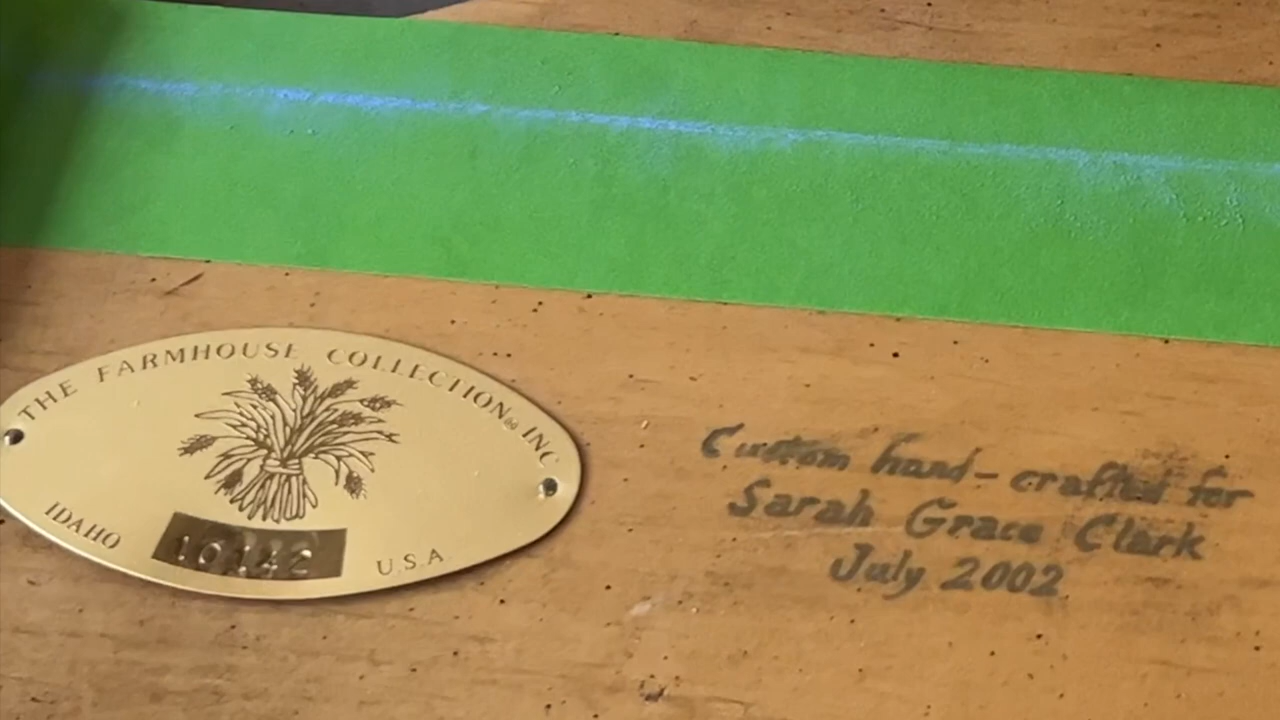 THE FARMHOUSE COLLECTION® INC
IDAHO
10142
U.S.A
Custom hand-crafted for
Sarah Grace Clark
July 2002